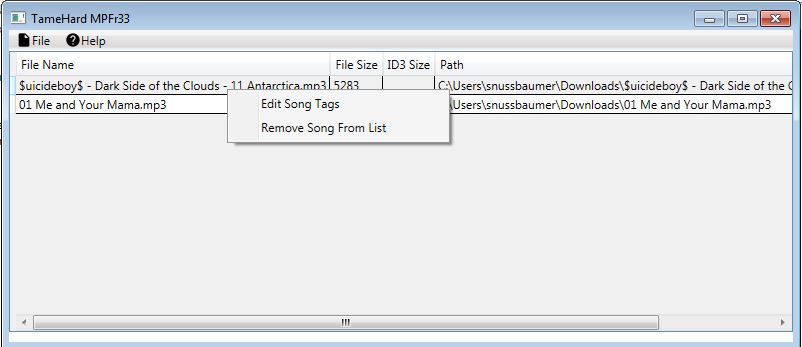 TameHard MPFr33
File Help
File Name File Size ID3 Size Path
$uicideboy$ - Dark Side of the Clouds - 11 Antarctica.mp3 5283 C:\Users\snussbaumer\Downloads\$uicideboy$ - Dark Side of the C
01 Me and Your Mama.mp3 \Users\snussbaumer\Downloads\01 Me and Your Mama.mp3
Edit Song Tags
Remove Song From List